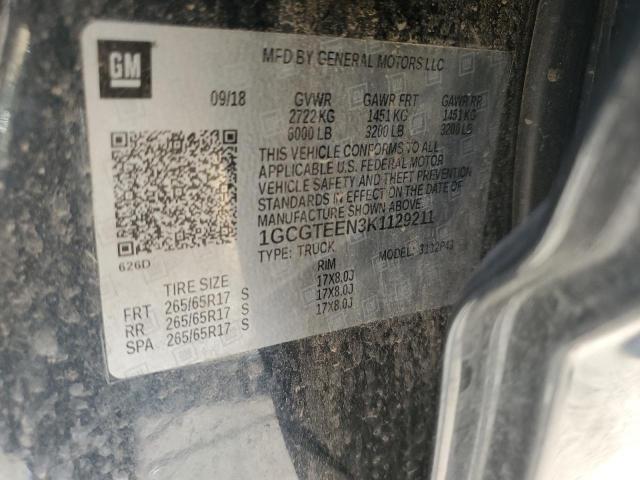 GM
MFD BY GENERAL MOTORS LLC
09/18 GVWR GAWR FRT GAWR RR
2722 KG 1451 KG 1451 KG
6000 LB 3200 LB 3200 LB
THIS VEHICLE CONFORMS TO ALL
APPLICABLE U.S. FEDERAL MOTOR
VEHICLE SAFETY AND THEFT PREVENTION
STANDARDS IN EFFECT ON THE DATE OF
MANUFACTURE SHOWN ABOVE.
1GCGTEEN3K1129211
TYPE: TRUCK MODEL:
626D
TIRE SIZE RIM
FRT 265/65R17 S 17X8.0J
RR 265/65R17 S 17X8.0J
SPA 265/65R17 S 17X8.0J